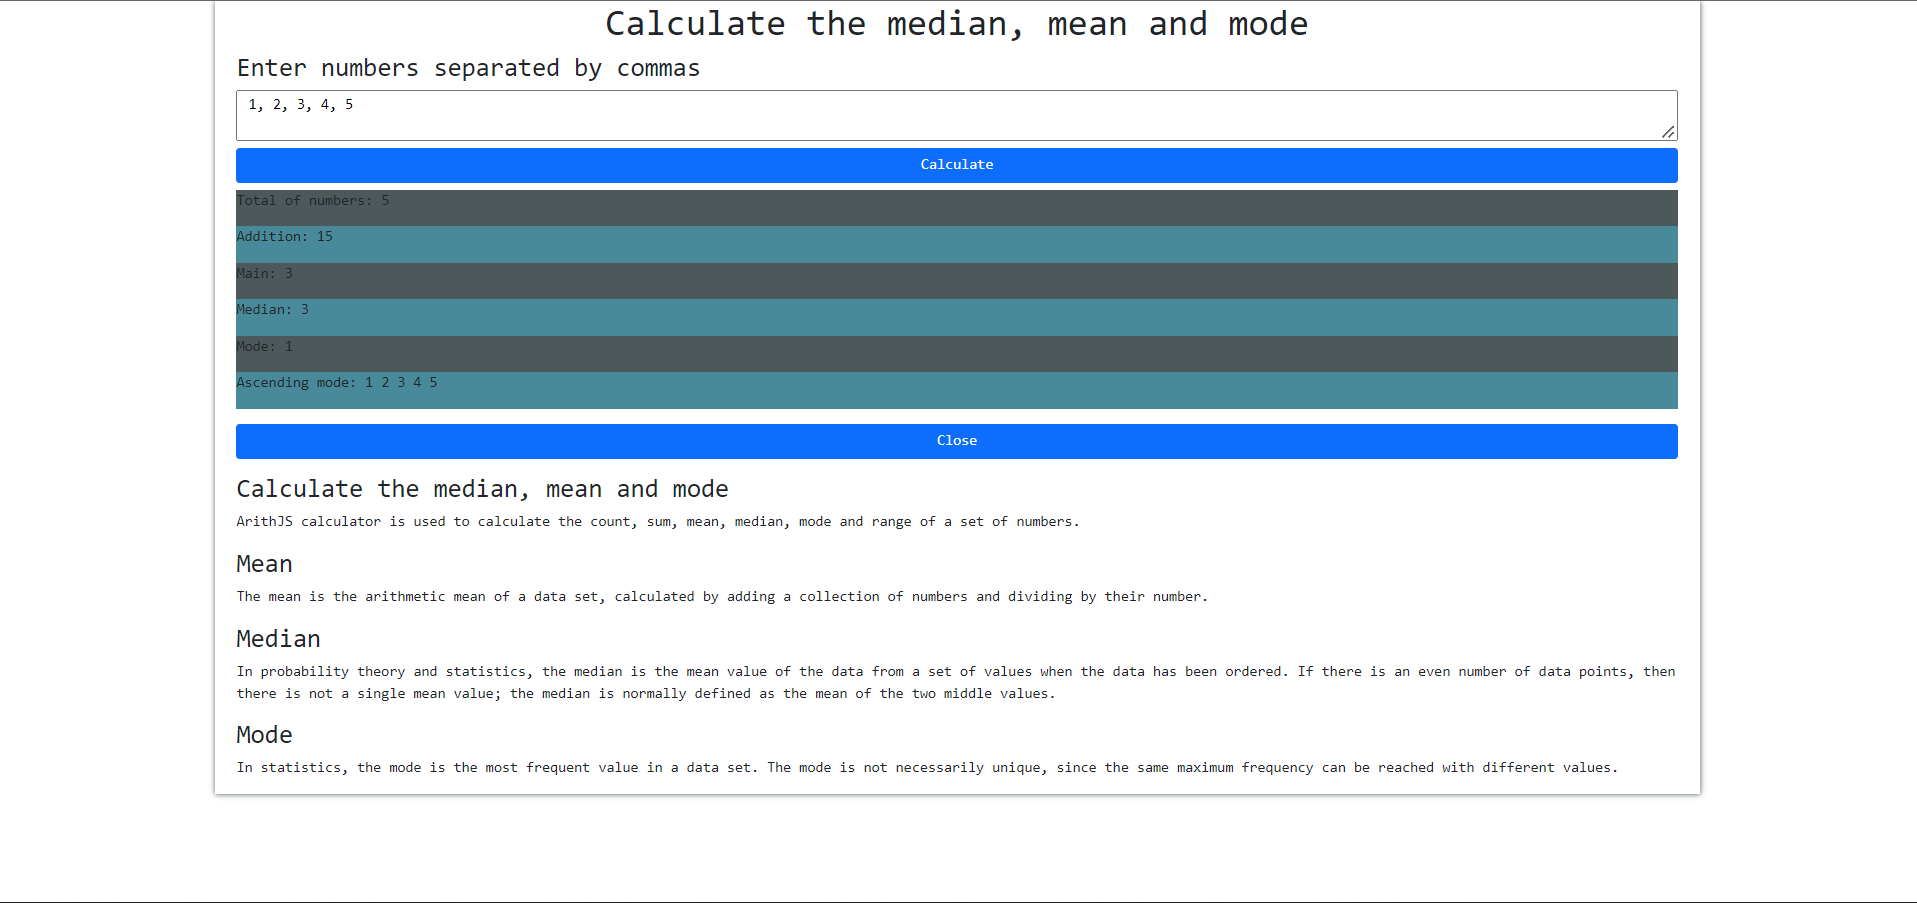 Calculate the median, mean and mode
Enter numbers separated by commas
1, 2, 3, 4, 5
Calculate
Total of numbers: 5
Addition: 15
Main: 3
Median: 3
Mode: 1
Ascending mode: 1 2 3 4 5
Close
Calculate the median, mean and mode
ArithJS calculator is used to calculate the count, sum, mean, median, mode and range of a set of numbers.
Mean
The mean is the arithmetic mean of a data set, calculated by adding a collection of numbers and dividing by their number.
Median
In probability theory and statistics, the median is the mean value of the data from a set of values when the data has been ordered. If there is an even number of data points, then
there is not a single mean value; the median is normally defined as the mean of the two middle values.
Mode
In statistics, the mode is the most frequent value in a data set. The mode is not necessarily unique, since the same maximum frequency can be reached with different values.